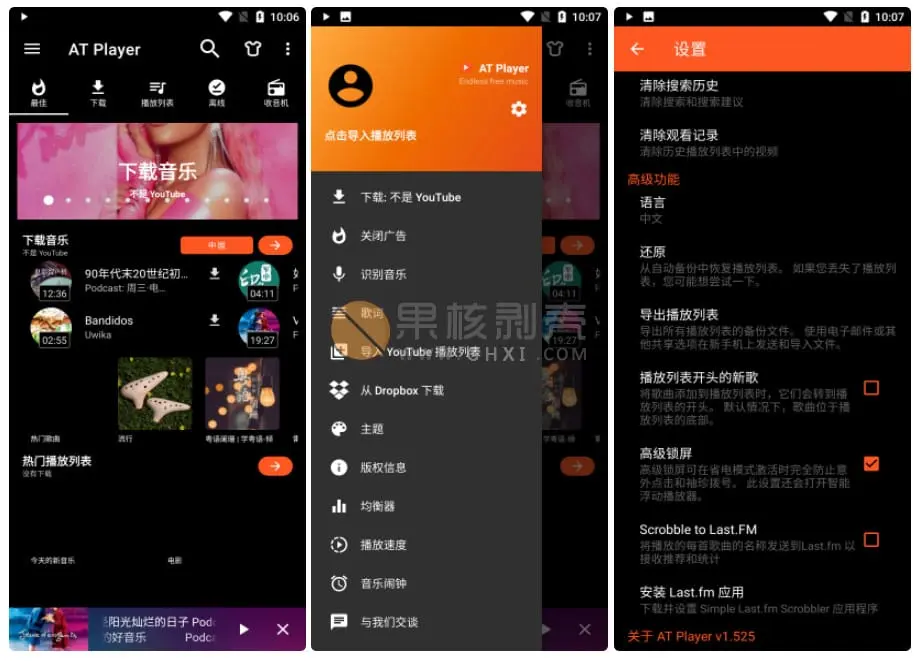 10:06
AT Player
最佳
下载
播放列表
离线
收音机
下载音乐
不是 YouTube
下载音乐
不是 YouTube
90年代末20世纪初...
Podcast: 周三·电...
12:36
04:11
Bandidos
Uwika
02:55
19:27
热门歌曲
流行
粤语澜珊 | 学粤语·倾
热门播放列表
没有下载
今天的新音乐
电影
阳光灿烂的日子 Pod
的好音乐
Podca
10:07
AT Player
Endless free music
收音机
点击导入播放列表
下载: 不是 YouTube
关闭广告
识别音乐
歌词
导入 YouTube 播放列表
从 Dropbox 下载
主题
版权信息
均衡器
播放速度
音乐闹钟
与我们交谈
04:11
19:27
果核剥壳
WWW.GHXI.COM
10:07
设置
清除搜索历史
清除搜索和搜索建议
清除观看记录
清除历史播放列表中的视频
高级功能
语言
中文
还原
从自动备份中恢复播放列表。 如果您丢失了播放列
表，您可能想尝试一下。
导出播放列表
导出所有播放列表的备份文件。 使用电子邮件或其
他共享选项在新手机上发送和导入文件。
播放列表开头的新歌
将歌曲添加到播放列表时，它们会转到播
放列表的开头。 默认情况下，歌曲位于播
放列表的底部。
高级锁屏
高级锁屏可在省电模式激活时完全防止意
外点击和袖珍拨号。 此设置还会打开智能
浮动播放器。
Scrobble to Last.FM
将播放的每首歌曲的名称发送到Last.fm 以
接收推荐和统计
安装 Last.fm 应用
下载并设置 Simple Last.fm Scrobbler 应用程序
关于 AT Player v1.525